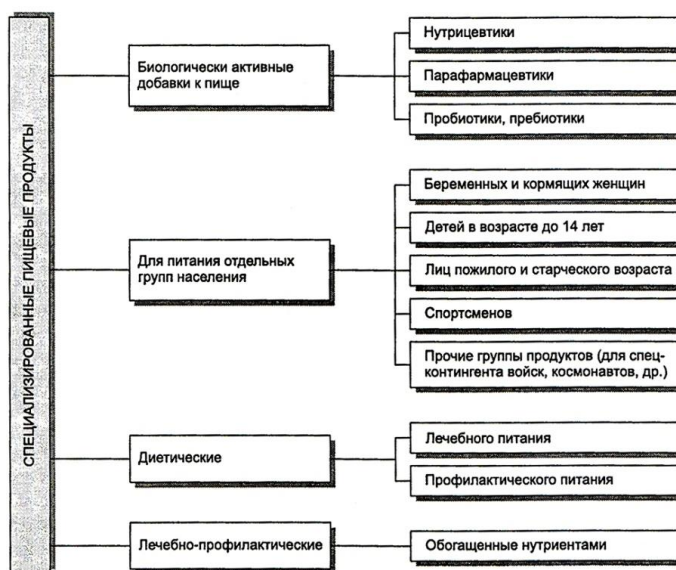 СПЕЦИАЛИЗИРОВАННЫЕ ПИЩЕВЫЕ ПРОДУКТЫ
Биологически активные
добавки к пище
Нутрицевтики
Парафармацевтики
Пробиотики, пребиотики
Для питания отдельных
групп населения
Беременных и кормящих женщин
Детей в возрасте до 14 лет
Лиц пожилого и старческого возраста
Спортсменов
Прочие группы продуктов (для спец-
контингента войск, космонавтов, др.)
Диетические
Лечебного питания
Профилактического питания
Лечебно-профилактические
Обогащенные нутриентами